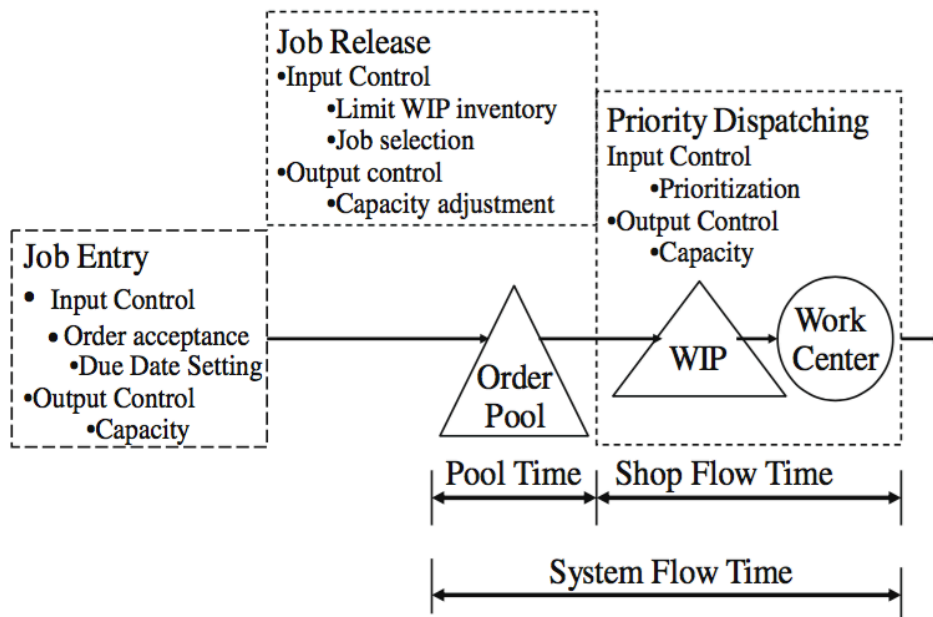 Job Release
•Input Control
•Limit WIP inventory
•Job selection
•Output control
•Capacity adjustment
Priority Dispatching
Input Control
•Prioritization
•Output Control
•Capacity
Job Entry
• Input Control
• Order acceptance
•Due Date Setting
•Output Control
•Capacity
Order
Pool
WIP
Work
Center
Pool Time
Shop Flow Time
System Flow Time